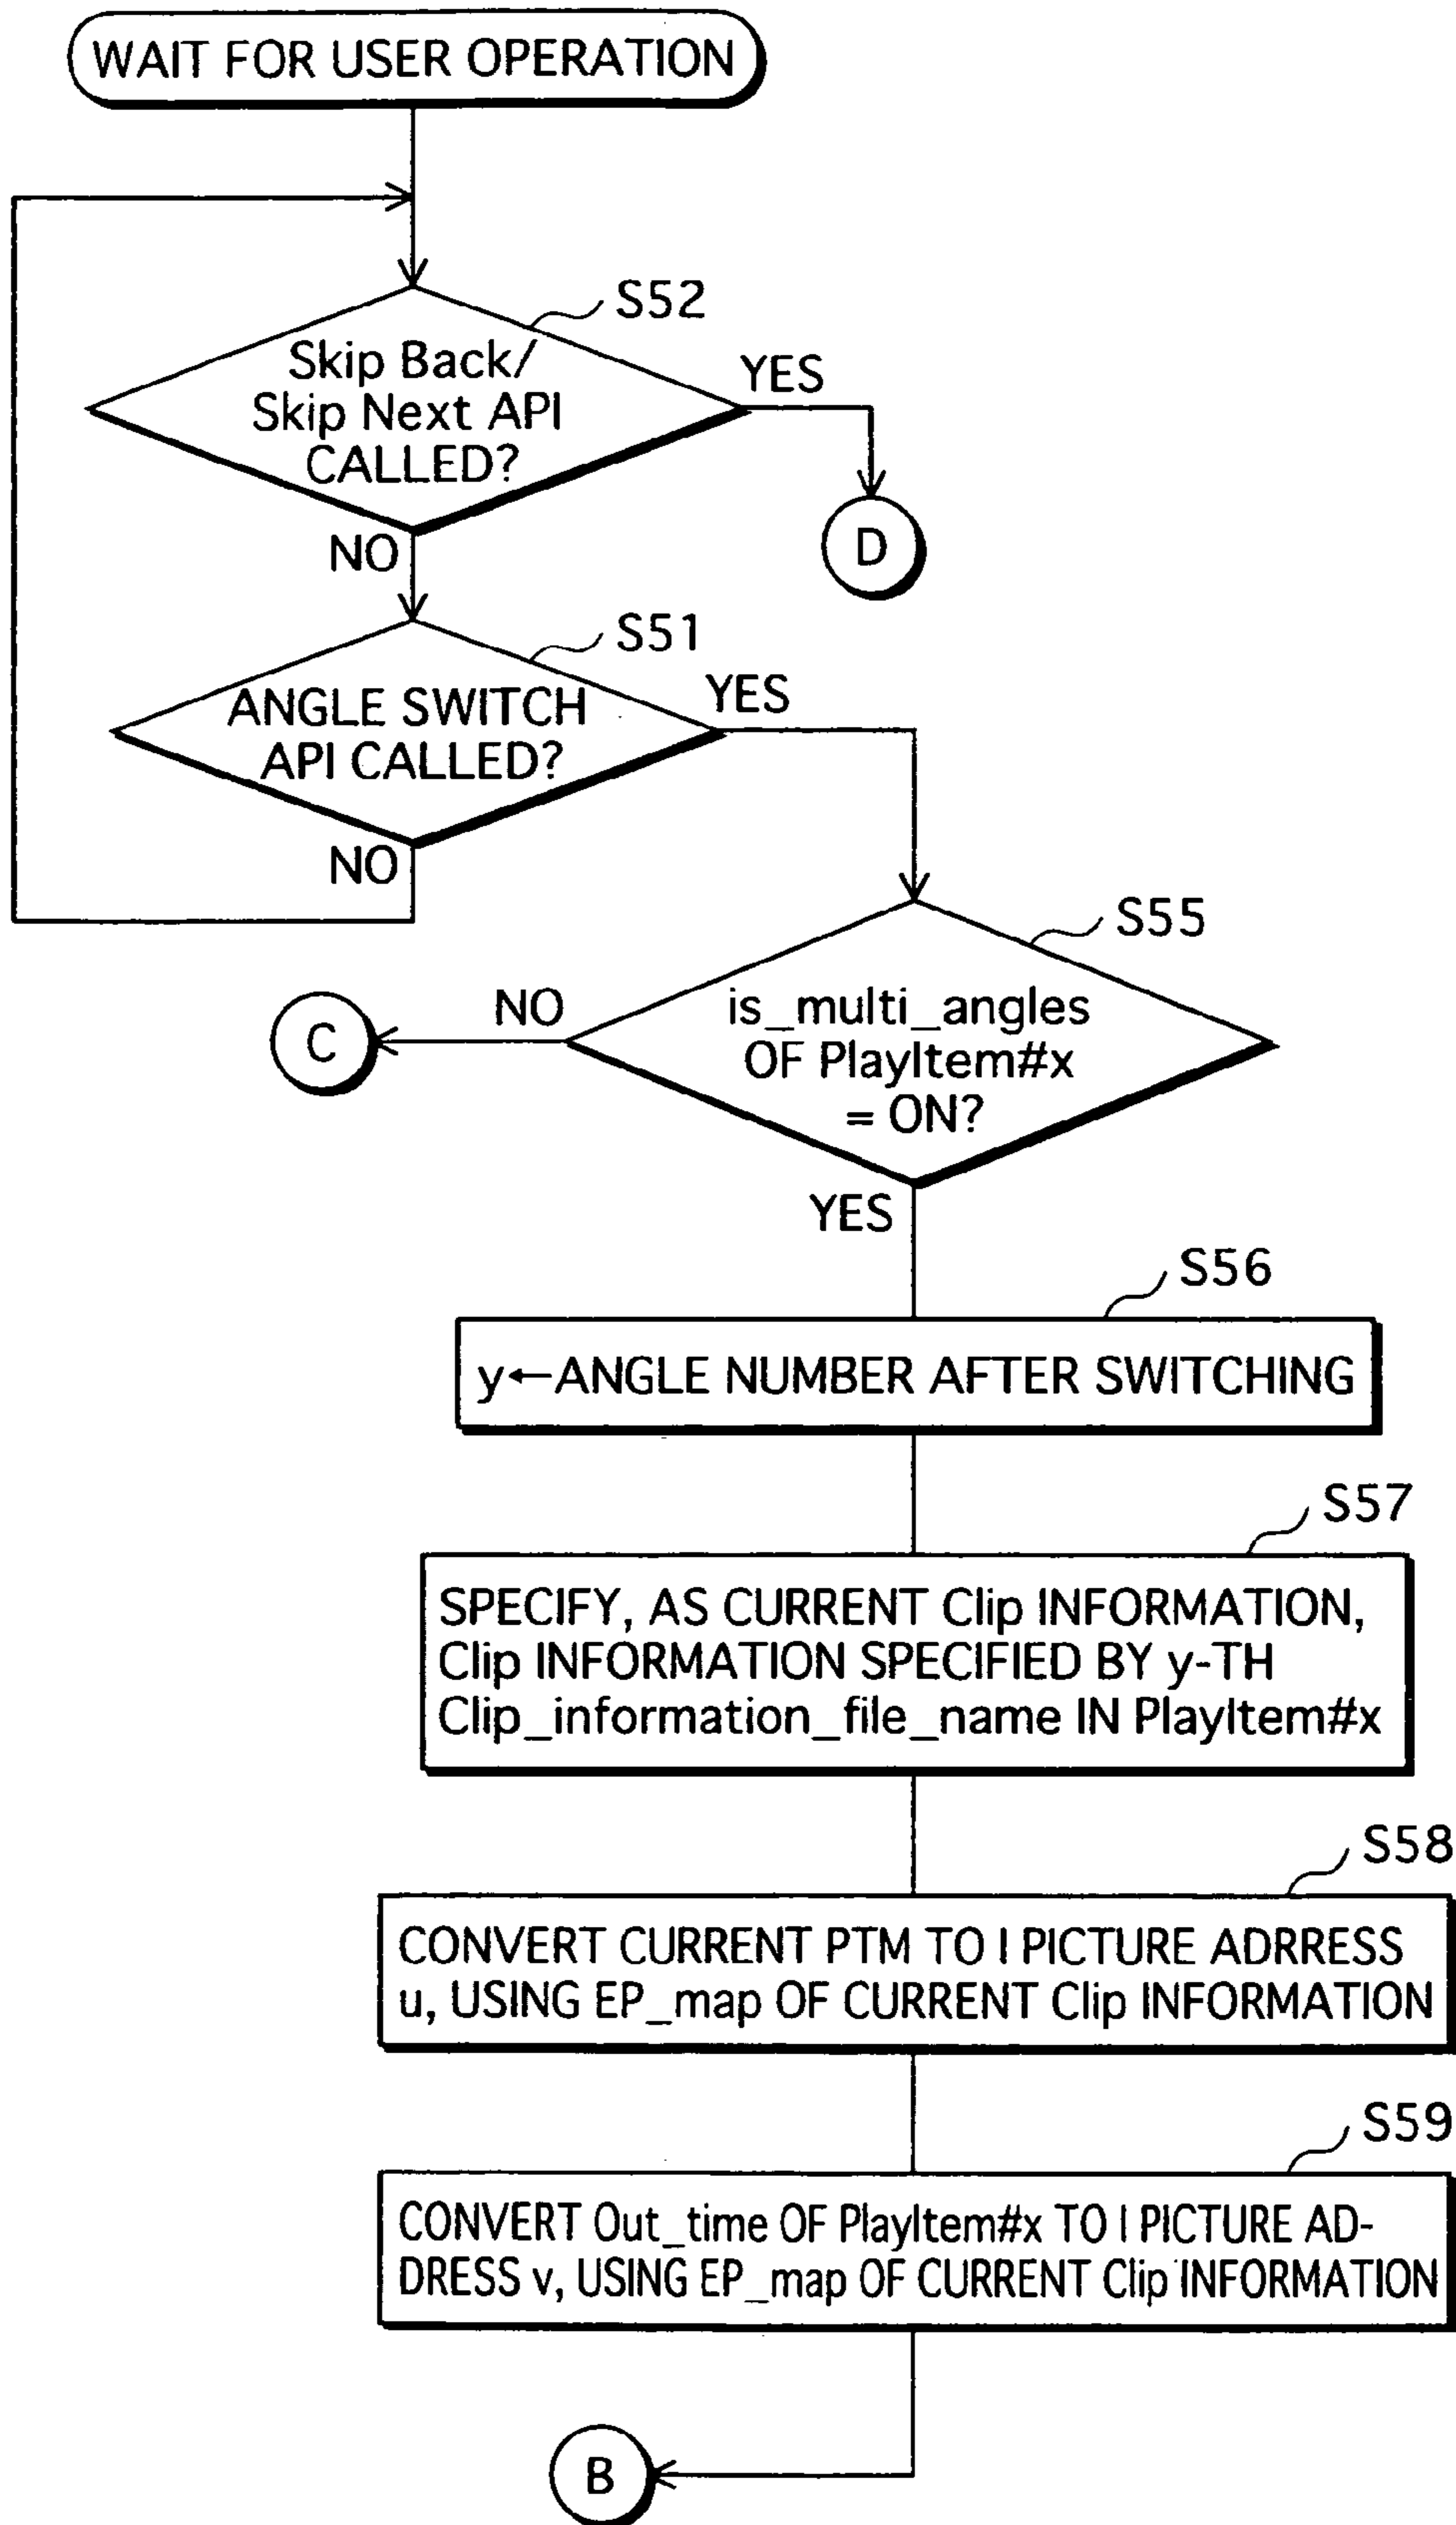 WAIT FOR USER OPERATION
S52
Skip Back/
Skip Next API
CALLED?
YES
D
NO
S51
ANGLE SWITCH
API CALLED?
YES
NO
S55
is_multi_angles
OF PlayItem#x
= ON?
NO
C
YES
S56
y←ANGLE NUMBER AFTER SWITCHING
S57
SPECIFY, AS CURRENT Clip INFORMATION,
Clip INFORMATION SPECIFIED BY y-TH
Clip_information_file_name IN PlayItem#x
S58
CONVERT CURRENT PTM TO I PICTURE ADRRESS
u, USING EP_map OF CURRENT Clip INFORMATION
S59
CONVERT Out_time OF PlayItem#x TO I PICTURE AD-
DRESS v, USING EP_map OF CURRENT Clip INFORMATION
B